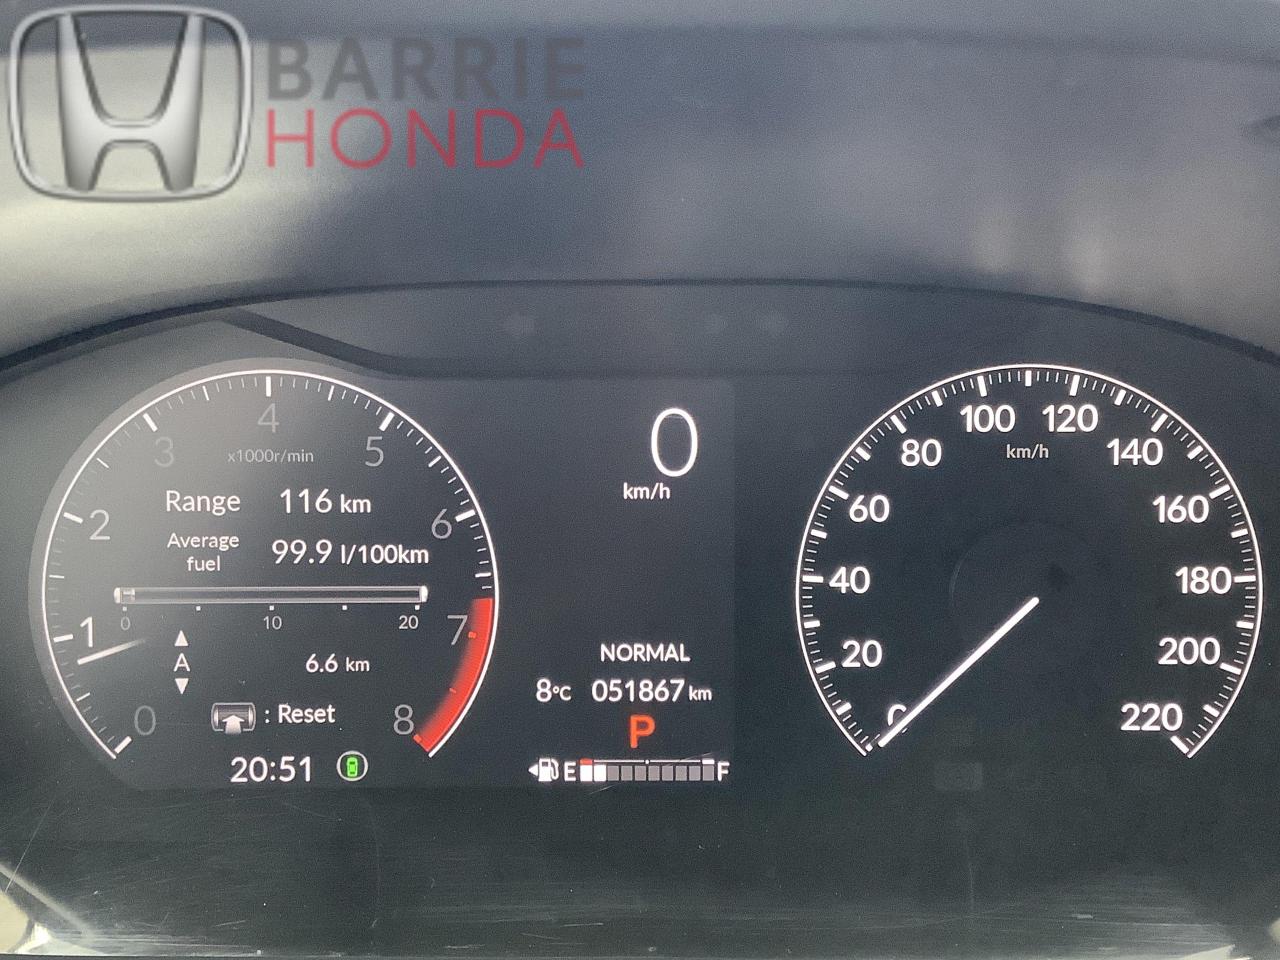 BARRIE
HONDA
0 1 2 3 4 5 6 7 8
x1000r/min
Range 116 km
Average
fuel 99.9 l/100km
0 10 20
A 6.6 km
: Reset
20:51
0
km/h
NORMAL
8°C 051867 km
P
E F
0 20 40 60 80 100 120 140 160 180 200 220
km/h